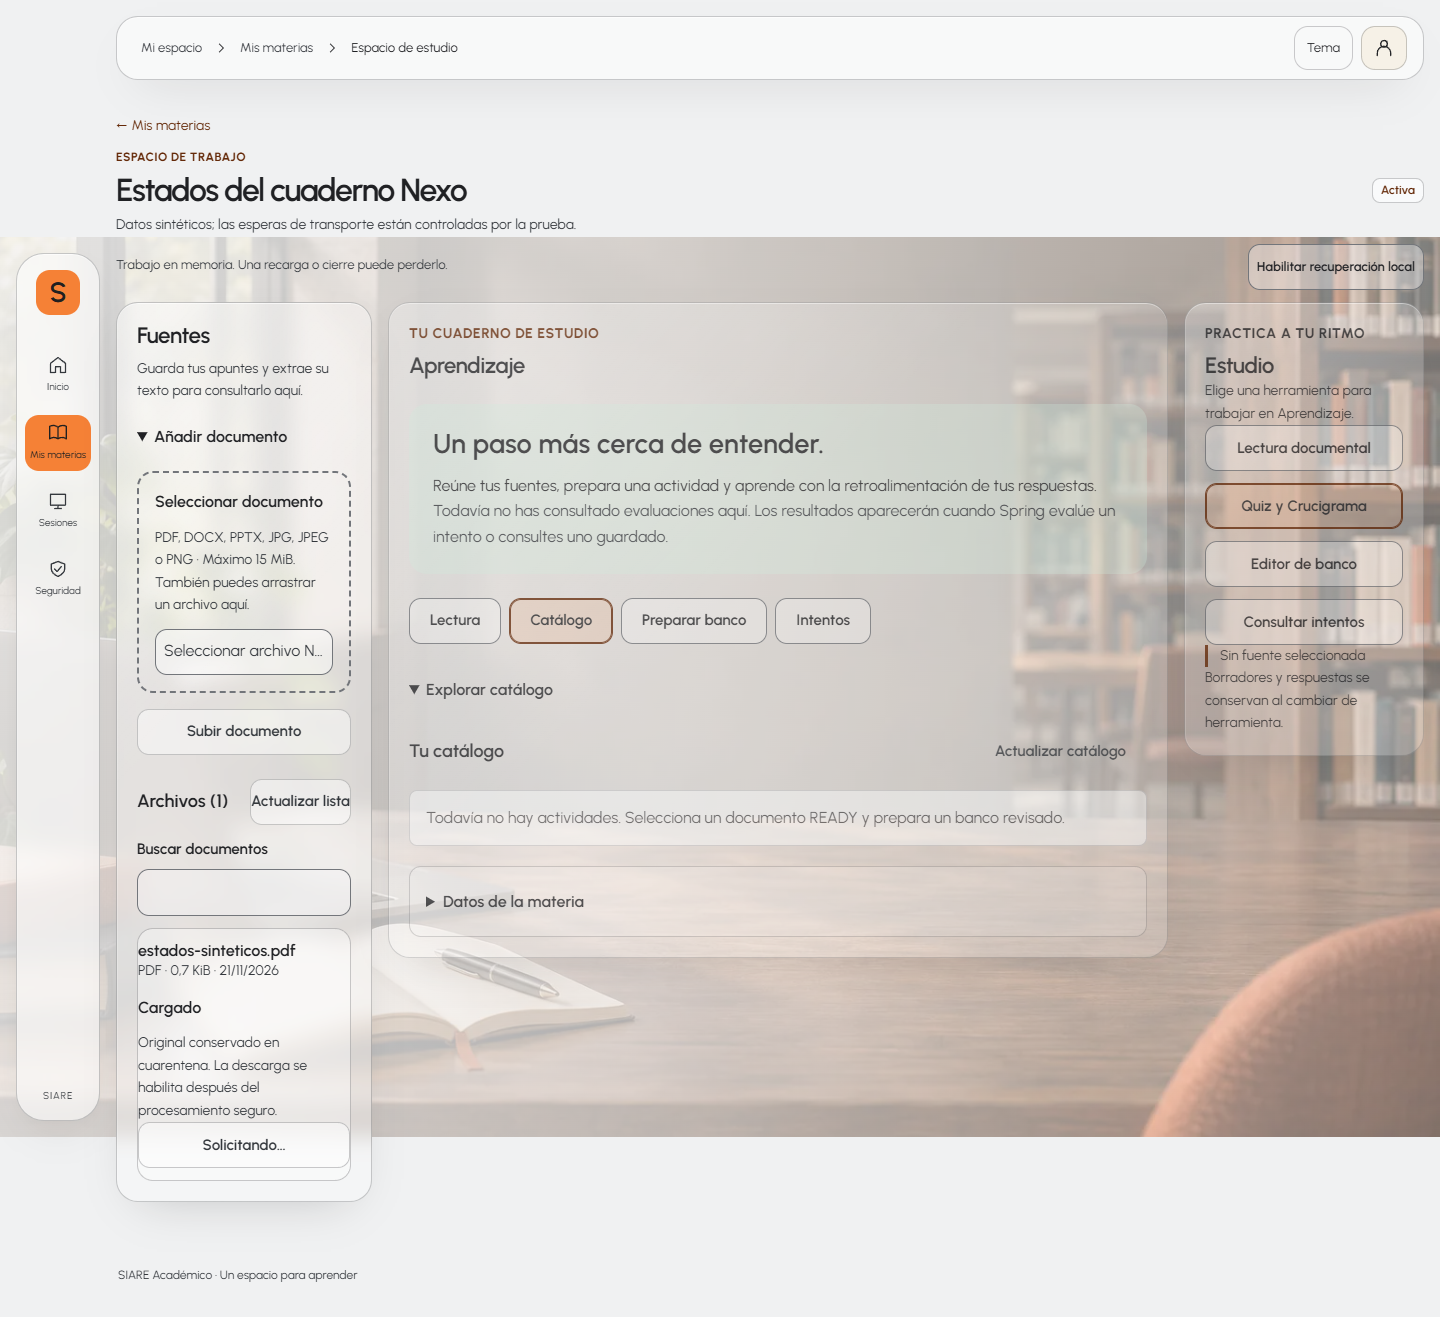 Mi espacio > Mis materias > Espacio de estudio
Tema
← Mis materias
ESPACIO DE TRABAJO
Estados del cuaderno Nexo
Activa
Datos sintéticos; las esperas de transporte están controladas por la prueba.
Trabajo en memoria. Una recarga o cierre puede perderlo.
Habilitar recuperación local
S
Inicio
Mis materias
Sesiones
Seguridad
SIARE
Fuentes
Guarda tus apuntes y extrae su
texto para consultarlo aquí.
▼ Añadir documento
Seleccionar documento
PDF, DOCX, PPTX, JPG, JPEG
o PNG · Máximo 15 MiB.
También puedes arrastrar
un archivo aquí.
Seleccionar archivo N...
Subir documento
Archivos (1)
Actualizar lista
Buscar documentos
estados-sinteticos.pdf
PDF · 0,7 KiB · 21/11/2026
Cargado
Original conservado en
cuarentena. La descarga se
habilita después del
procesamiento seguro.
Solicitando...
TU CUADERNO DE ESTUDIO
Aprendizaje
Un paso más cerca de entender.
Reúne tus fuentes, prepara una actividad y aprende con la retroalimentación de tus respuestas.
Todavía no has consultado evaluaciones aquí. Los resultados aparecerán cuando Spring evalúe un
intento o consultes uno guardado.
Lectura
Catálogo
Preparar banco
Intentos
▼ Explorar catálogo
Tu catálogo
Actualizar catálogo
Todavía no hay actividades. Selecciona un documento READY y prepara un banco revisado.
▶ Datos de la materia
PRACTICA A TU RITMO
Estudio
Elige una herramienta para
trabajar en Aprendizaje.
Lectura documental
Quiz y Crucigrama
Editor de banco
Consultar intentos
Sin fuente seleccionada
Borradores y respuestas se
conservan al cambiar de
herramienta.
SIARE Académico · Un espacio para aprender